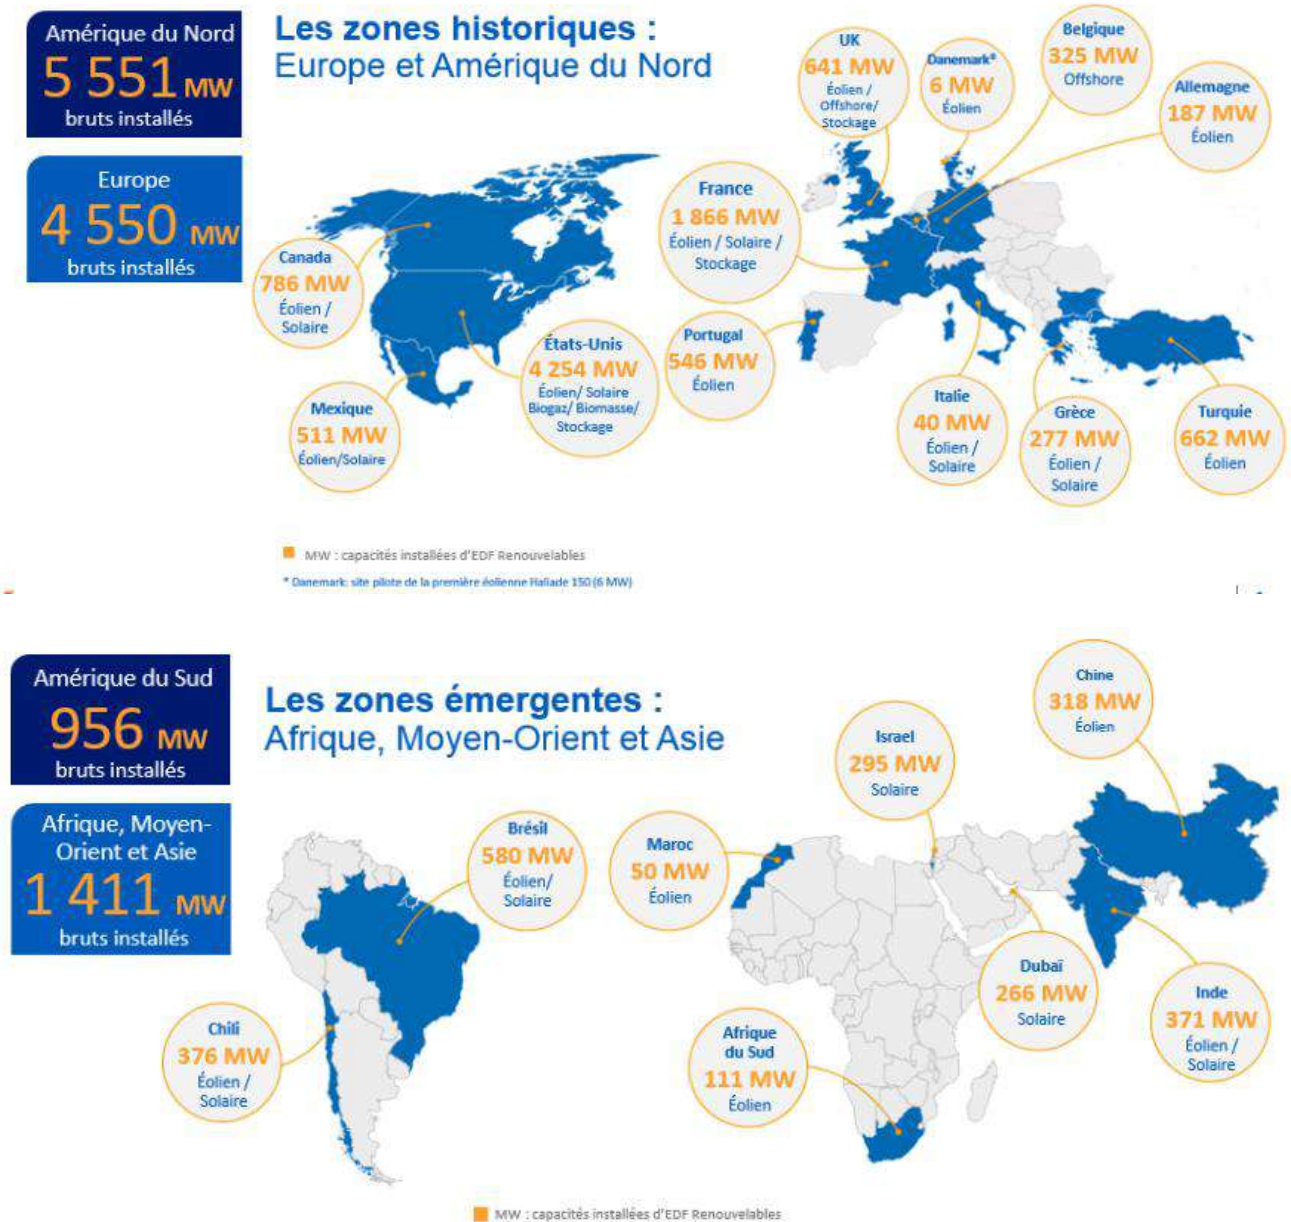 Amérique du Nord
5 551 MW
bruts installés
Europe
4 550 MW
bruts installés
Les zones historiques :
Europe et Amérique du Nord
Canada
786 MW
Éolien /
Solaire
Mexique
511 MW
Éolien/Solaire
États-Unis
4 254 MW
Éolien/ Solaire
Biogaz/ Biomasse/
Stockage
UK
641 MW
Éolien /
Offshore/
Stockage
Danemark*
6 MW
Éolien
Belgique
325 MW
Offshore
Allemagne
187 MW
Éolien
France
1 866 MW
Éolien / Solaire /
Stockage
Portugal
546 MW
Éolien
Italie
40 MW
Éolien /
Solaire
Grèce
277 MW
Éolien /
Solaire
Turquie
662 MW
Éolien
MW : capacités installées d'EDF Renouvelables
* Danemark: site pilote de la première éolienne Haliade 150 (6 MW)
Amérique du Sud
956 MW
bruts installés
Afrique, Moyen-
Orient et Asie
1 411 MW
bruts installés
Les zones émergentes :
Afrique, Moyen-Orient et Asie
Brésil
580 MW
Éolien/
Solaire
Chili
376 MW
Éolien /
Solaire
Maroc
50 MW
Éolien
Israel
295 MW
Solaire
Chine
318 MW
Éolien
Afrique
du Sud
111 MW
Éolien
Dubaï
266 MW
Solaire
Inde
371 MW
Éolien /
Solaire
MW : capacités installées d'EDF Renouvelables